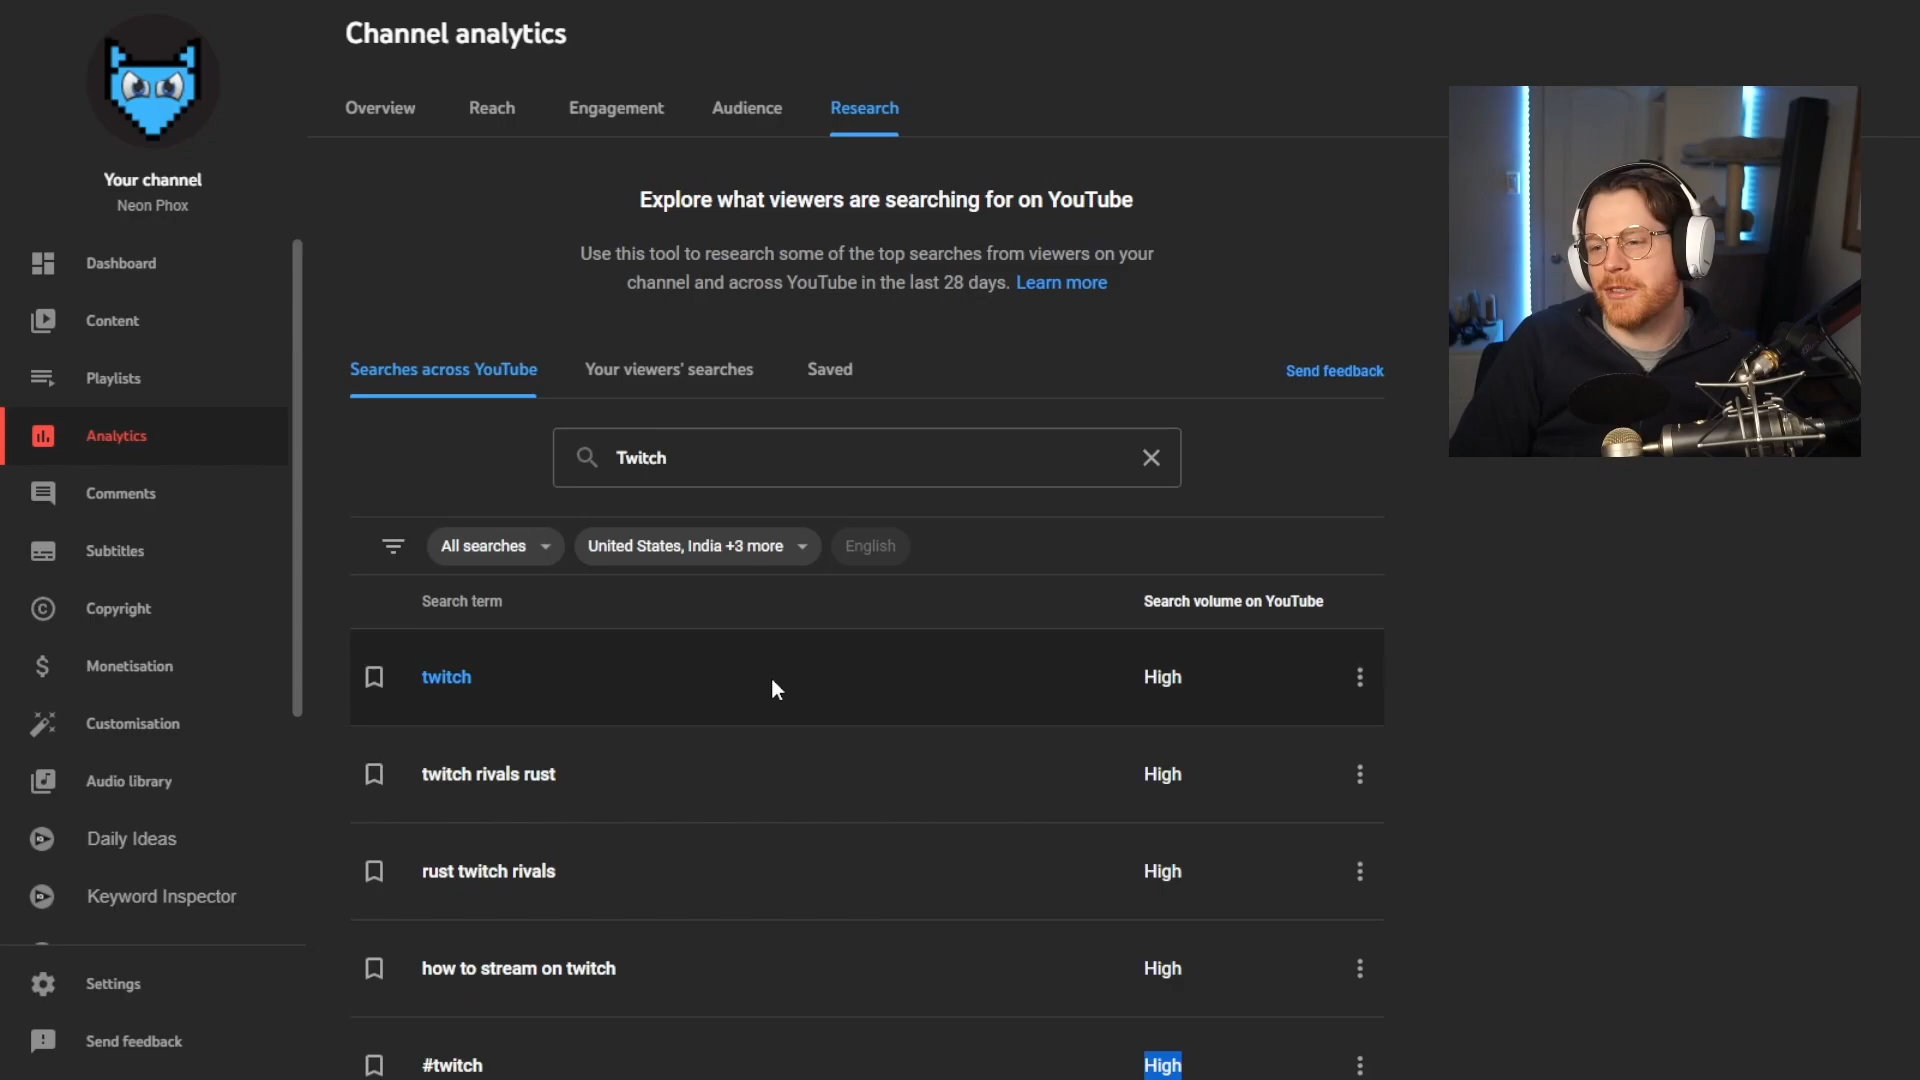 Channel analytics
Overview
Reach
Engagement
Audience
Research
Your channel
Neon Phox
Dashboard
Content
Playlists
Analytics
Comments
Subtitles
Copyright
Monetisation
Customisation
Audio library
Daily Ideas
Keyword Inspector
Settings
Send feedback
Explore what viewers are searching for on YouTube
Use this tool to research some of the top searches from viewers on your
channel and across YouTube in the last 28 days. Learn more
Searches across YouTube
Your viewers' searches
Saved
Send feedback
Twitch
All searches
United States, India +3 more
English
Search term
Search volume on YouTube
twitch
High
twitch rivals rust
High
rust twitch rivals
High
how to stream on twitch
High
#twitch
High